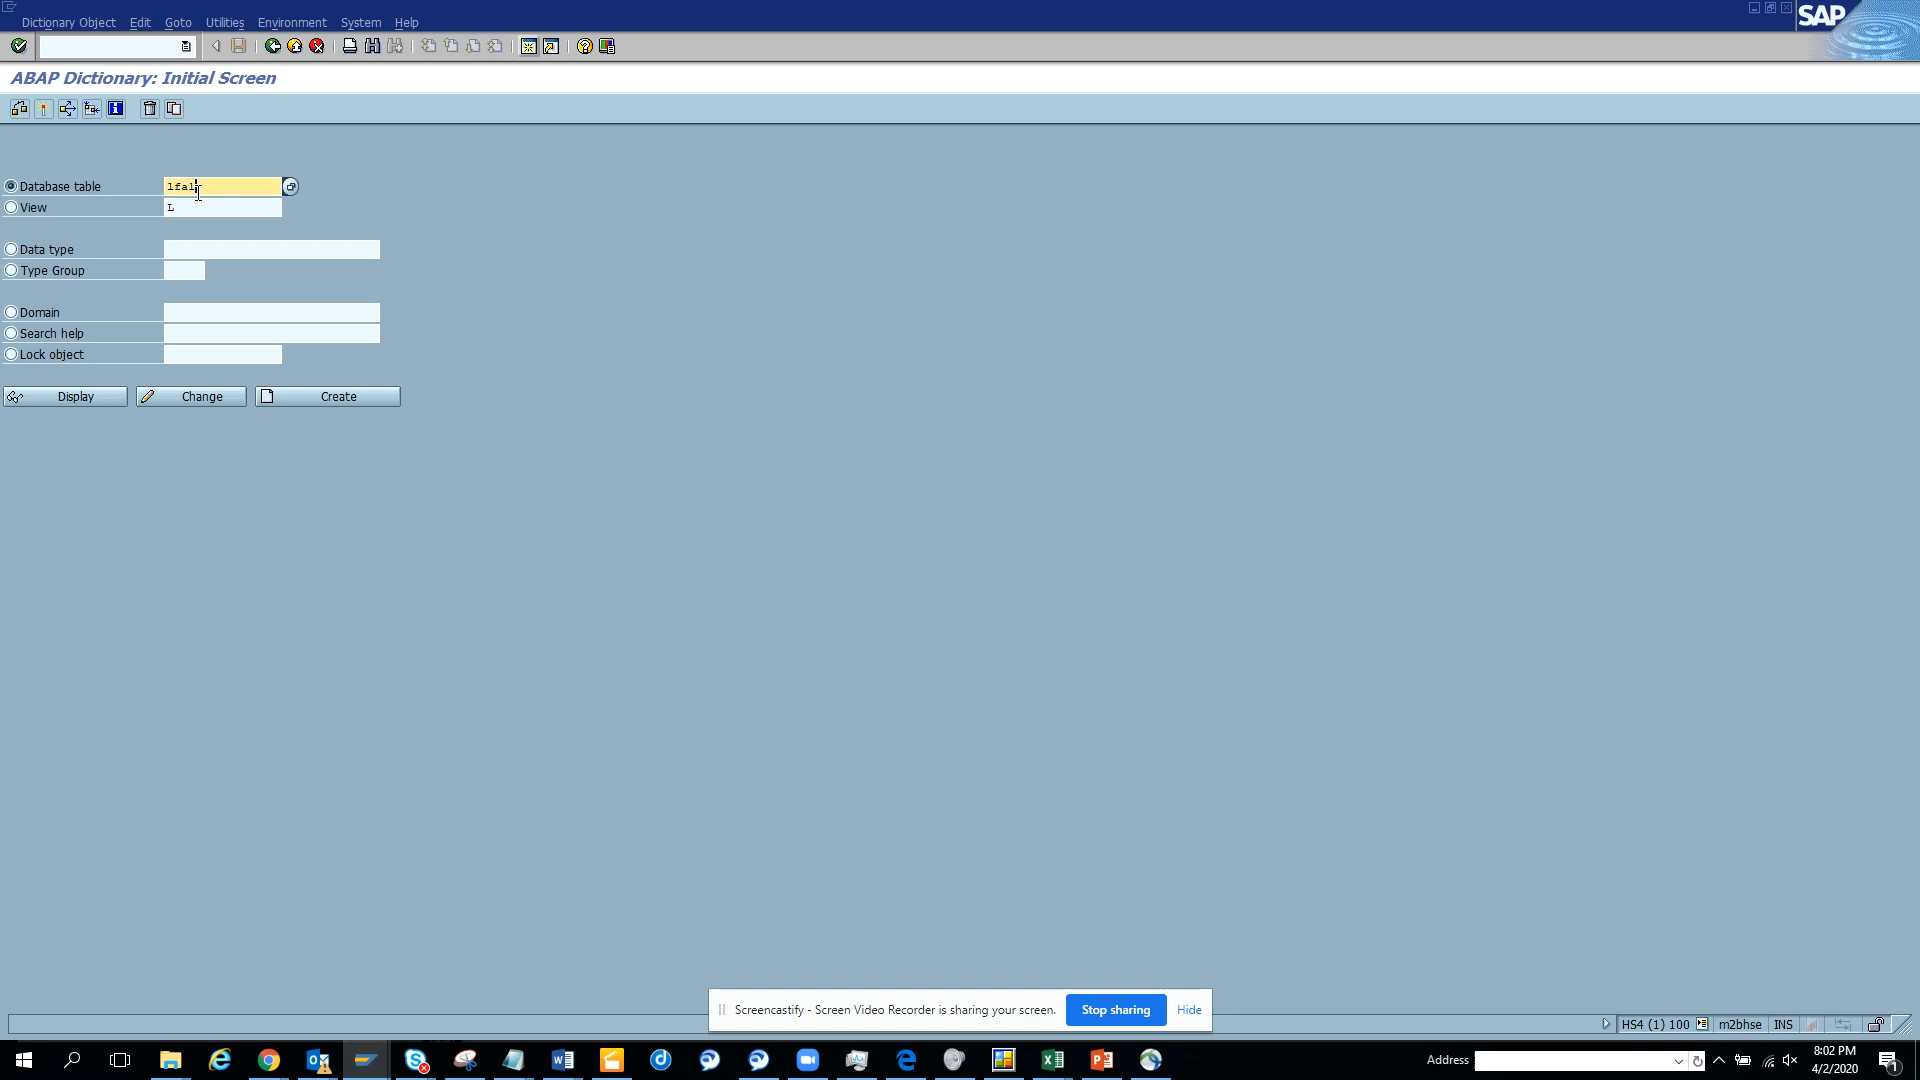 Dictionary Object Edit Goto Utilities Environment System Help
SAP
ABAP Dictionary: Initial Screen
Database table lfa1
View L
Data type
Type Group
Domain
Search help
Lock object
Display Change Create
Screencastify - Screen Video Recorder is sharing your screen. Stop sharing Hide
HS4 (1) 100 m2bhse INS
Address
8:02 PM
4/2/2020
1